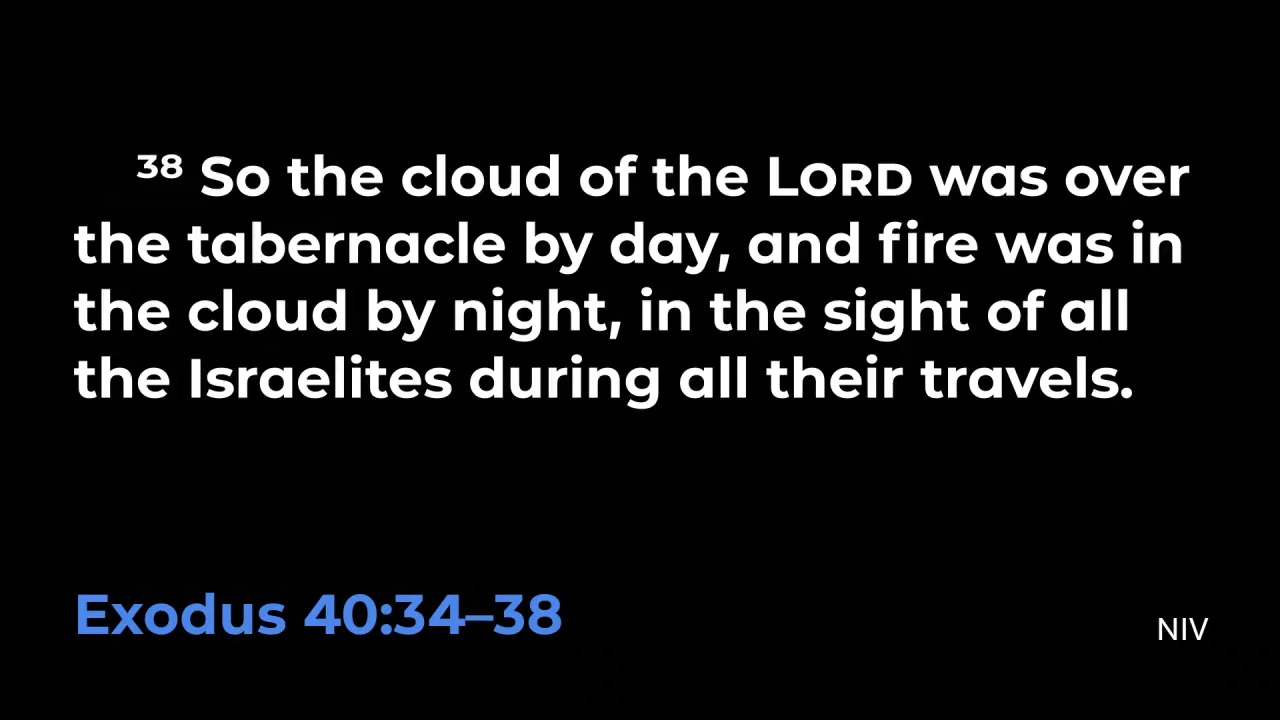 ³⁸ So the cloud of the LORD was over
the tabernacle by day, and fire was in
the cloud by night, in the sight of all
the Israelites during all their travels.
Exodus 40:34–38
NIV